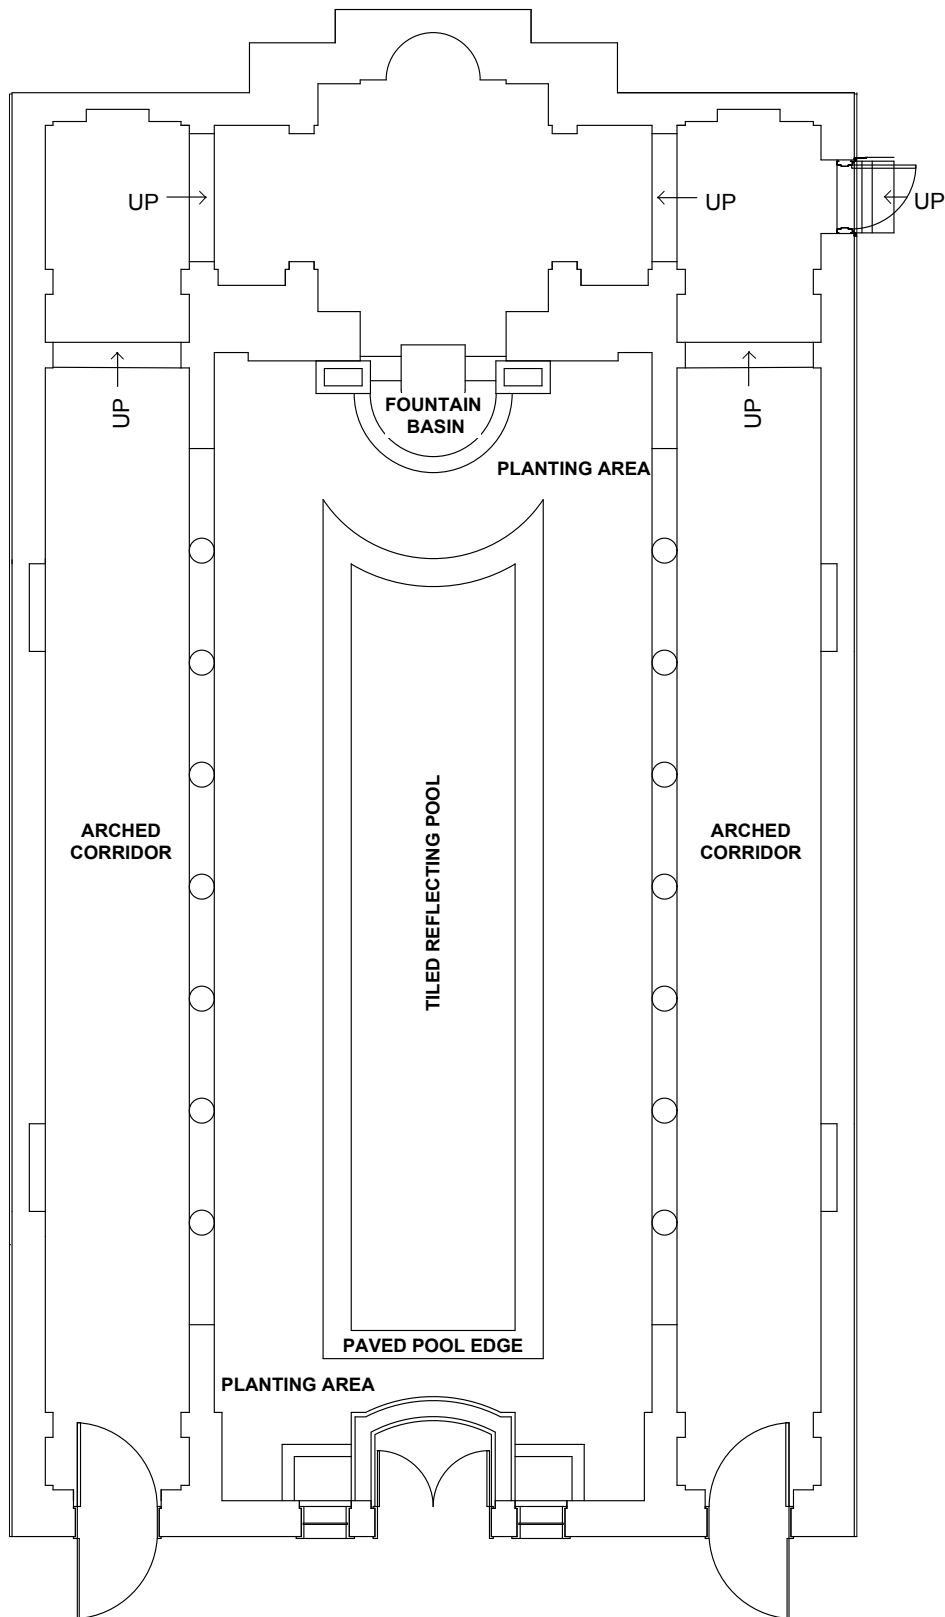 UP
UP
UP
UP
UP
FOUNTAIN
BASIN
PLANTING AREA
ARCHED
CORRIDOR
TILED REFLECTING POOL
ARCHED
CORRIDOR
PAVED POOL EDGE
PLANTING AREA